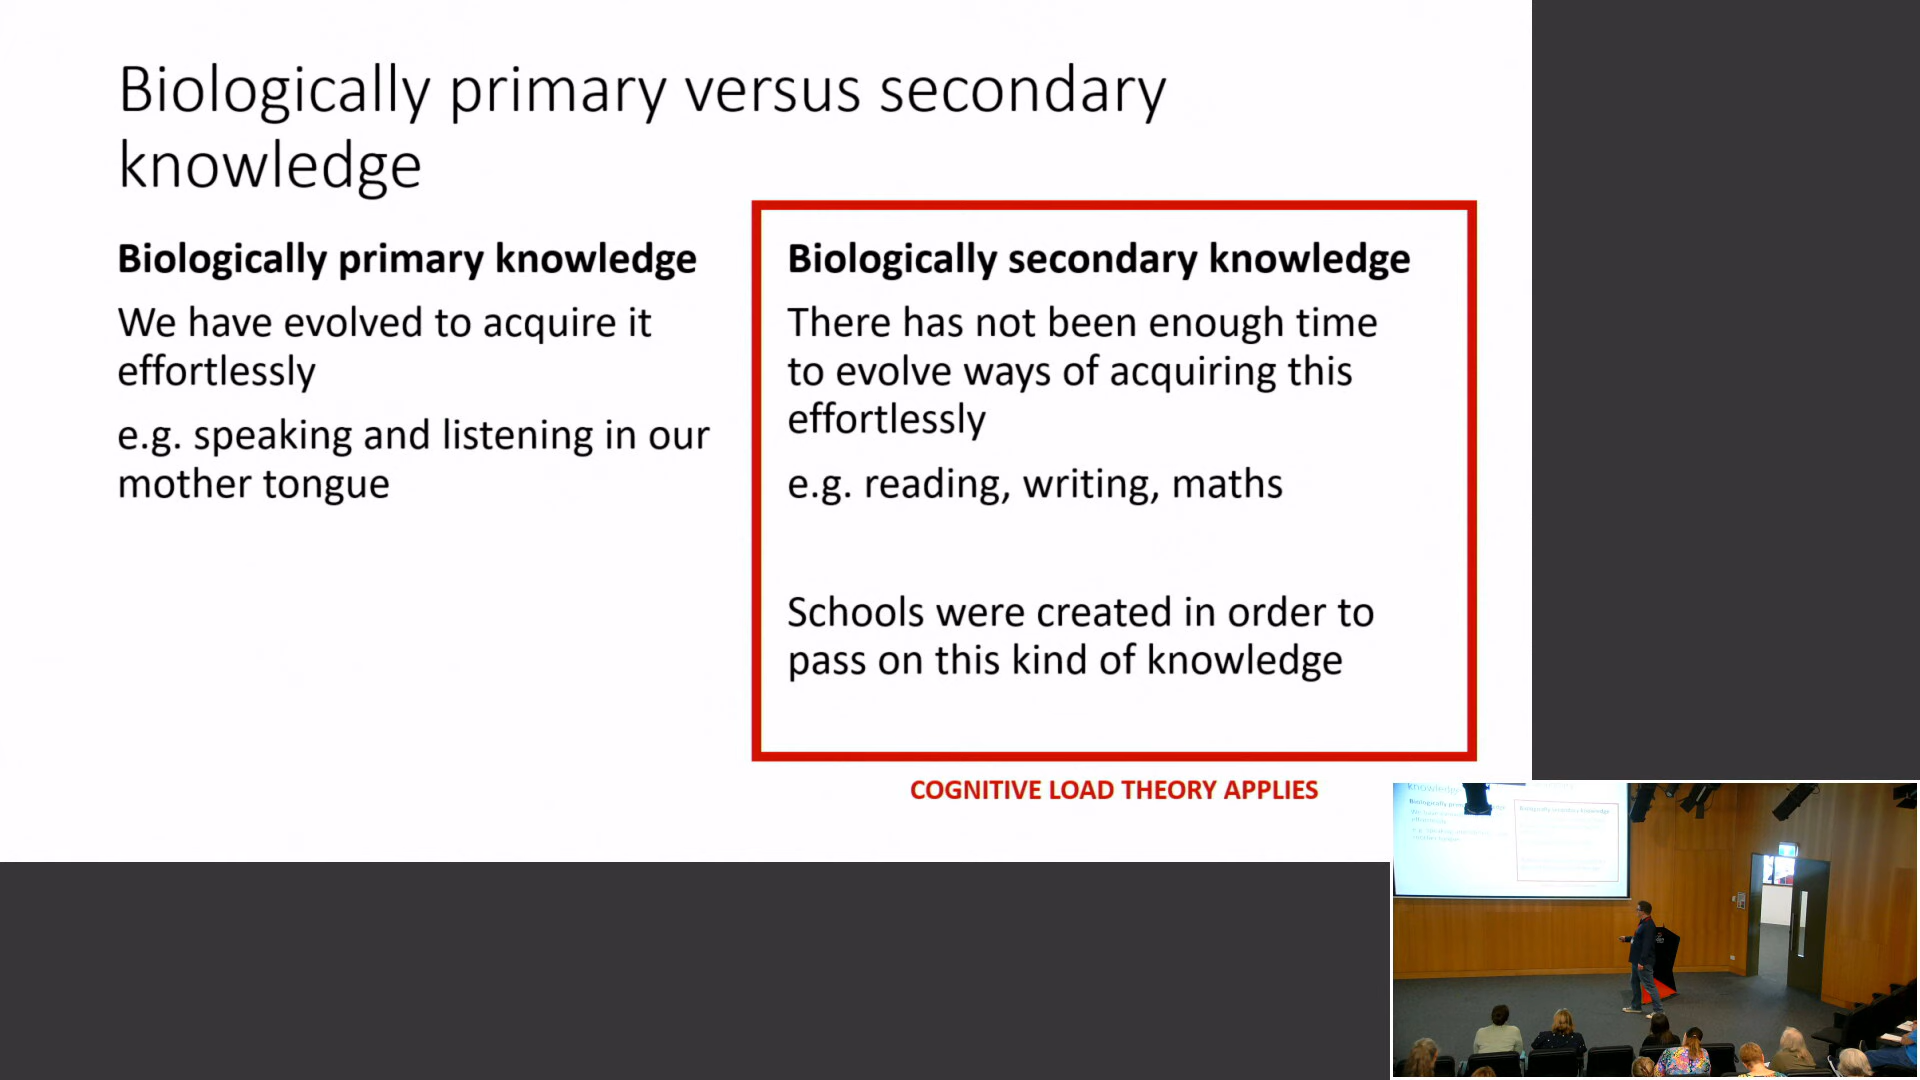 Biologically primary versus secondary
knowledge
Biologically primary knowledge
We have evolved to acquire it
effortlessly
e.g. speaking and listening in our
mother tongue
Biologically secondary knowledge
There has not been enough time
to evolve ways of acquiring this
effortlessly
e.g. reading, writing, maths
Schools were created in order to
pass on this kind of knowledge
COGNITIVE LOAD THEORY APPLIES